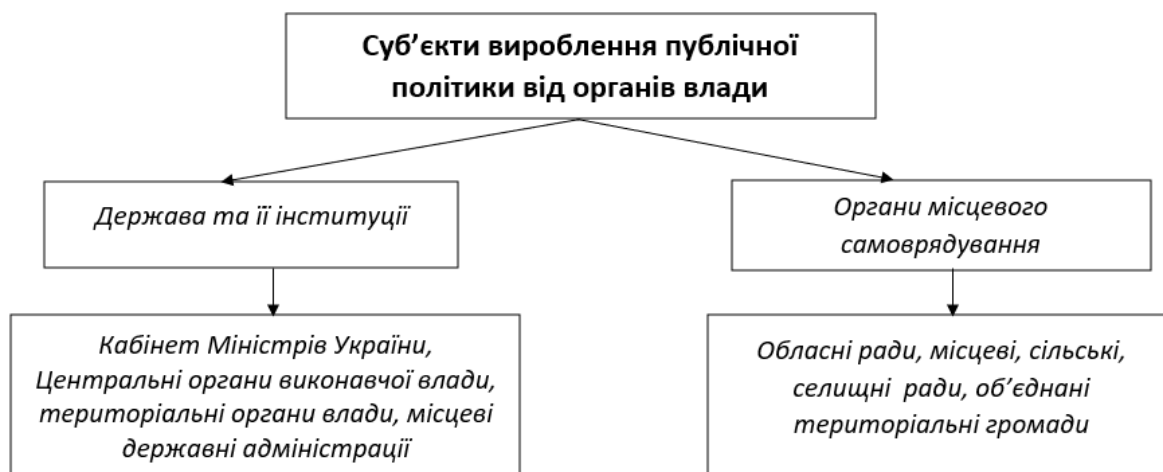 Суб’єкти вироблення публічної
політики від органів влади
Держава та її інституції
Органи місцевого
самоврядування
Кабінет Міністрів України,
Центральні органи виконавчої влади,
територіальні органи влади, місцеві
державні адміністрації
Обласні ради, місцеві, сільські,
селищні ради, об’єднані
територіальні громади